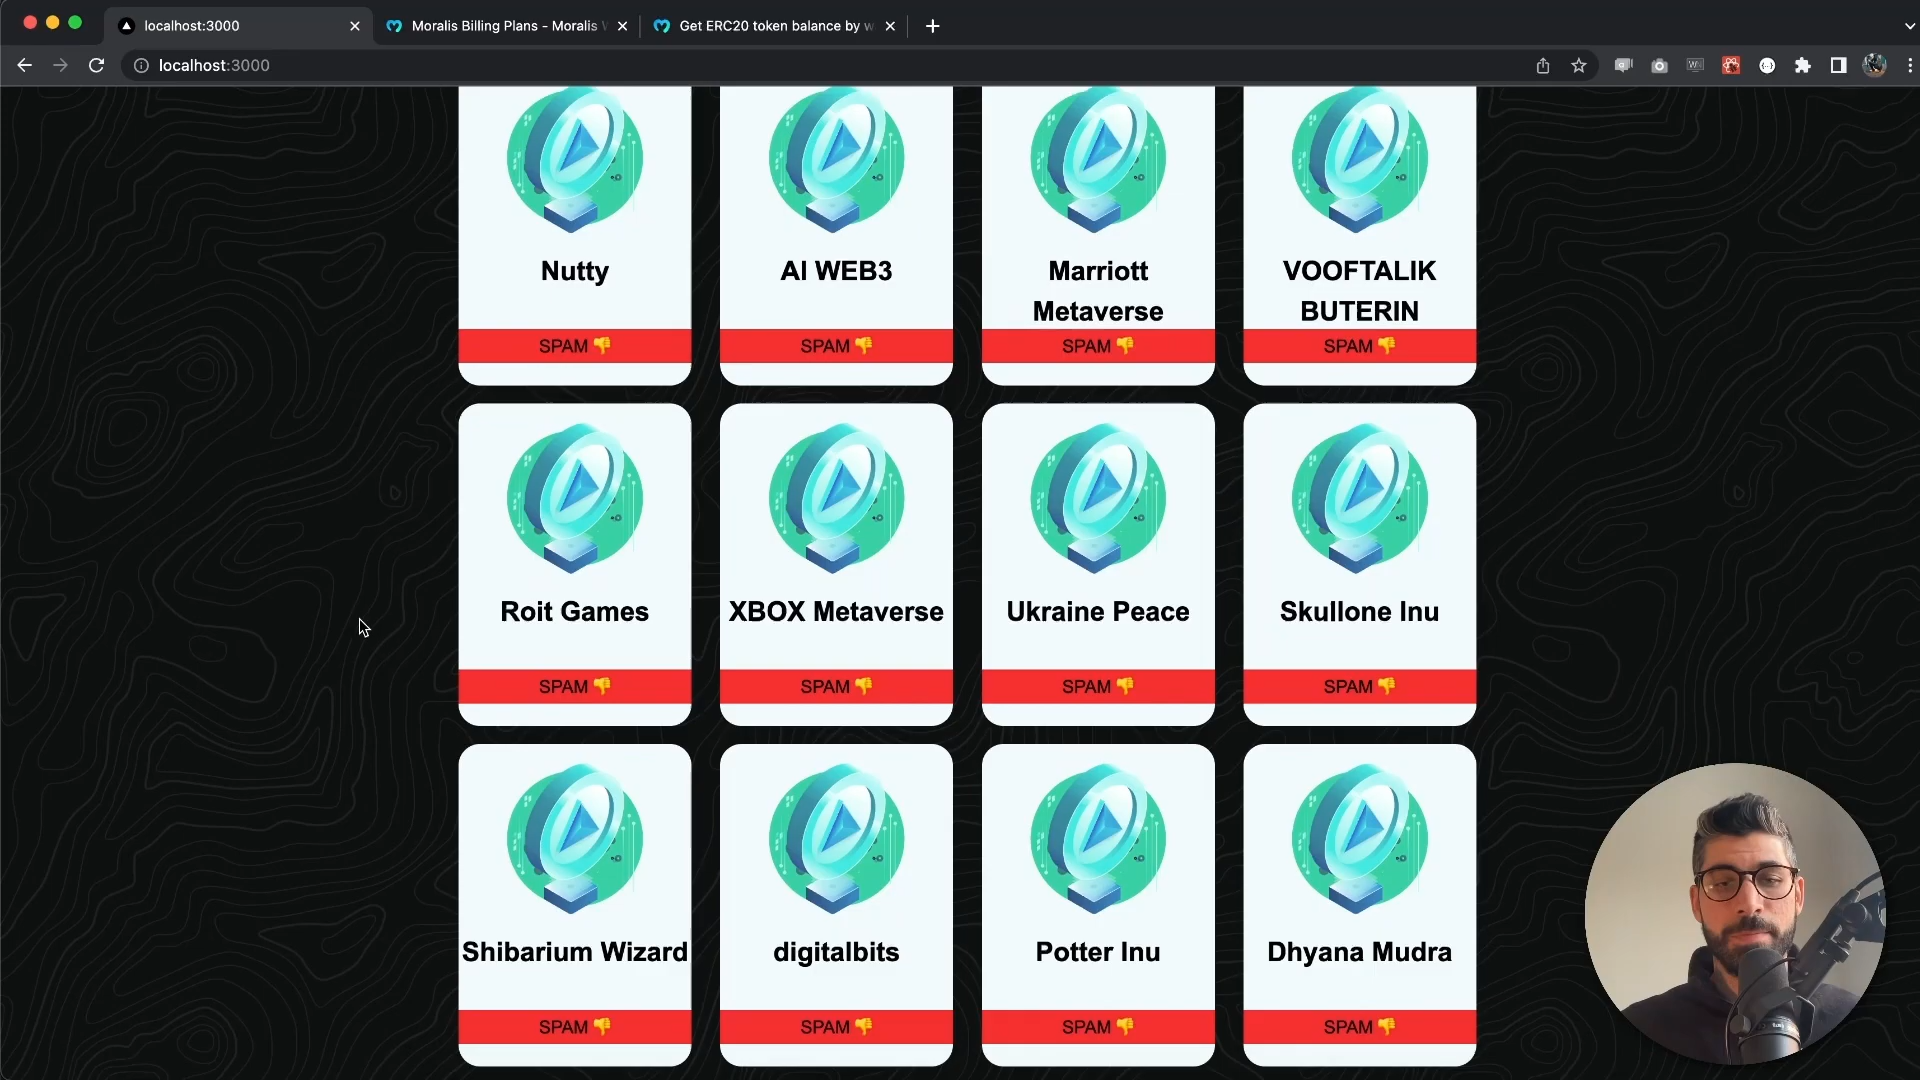 localhost:3000
Moralis Billing Plans - Moralis
Get ERC20 token balance by w
localhost:3000
Nutty
AI WEB3
Marriott
Metaverse
VOOFTALIK
BUTERIN
SPAM 👎
SPAM 👎
SPAM 👎
SPAM 👎
Roit Games
XBOX Metaverse
Ukraine Peace
Skullone Inu
SPAM 👎
SPAM 👎
SPAM 👎
SPAM 👎
Shibarium Wizard
digitalbits
Potter Inu
Dhyana Mudra
SPAM 👎
SPAM 👎
SPAM 👎
SPAM 👎